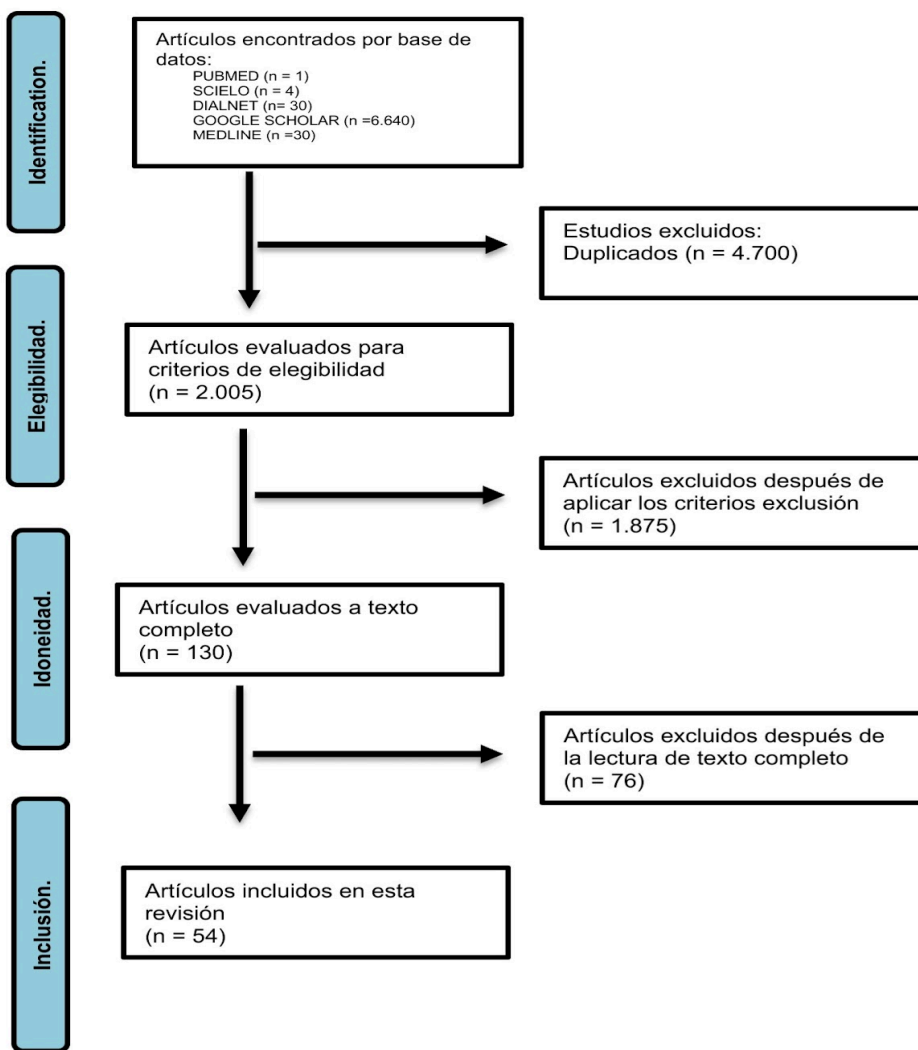 Identification.
Artículos encontrados por base de
datos:
PUBMED (n = 1)
SCIELO (n = 4)
DIALNET (n= 30)
GOOGLE SCHOLAR (n =6.640)
MEDLINE (n =30)
Estudios excluidos:
Duplicados (n = 4.700)
Elegibilidad.
Artículos evaluados para
criterios de elegibilidad
(n = 2.005)
Artículos excluidos después de
aplicar los criterios exclusión
(n = 1.875)
Idoneidad.
Artículos evaluados a texto
completo
(n = 130)
Artículos excluidos después de
la lectura de texto completo
(n = 76)
Inclusión.
Artículos incluidos en esta
revisión
(n = 54)